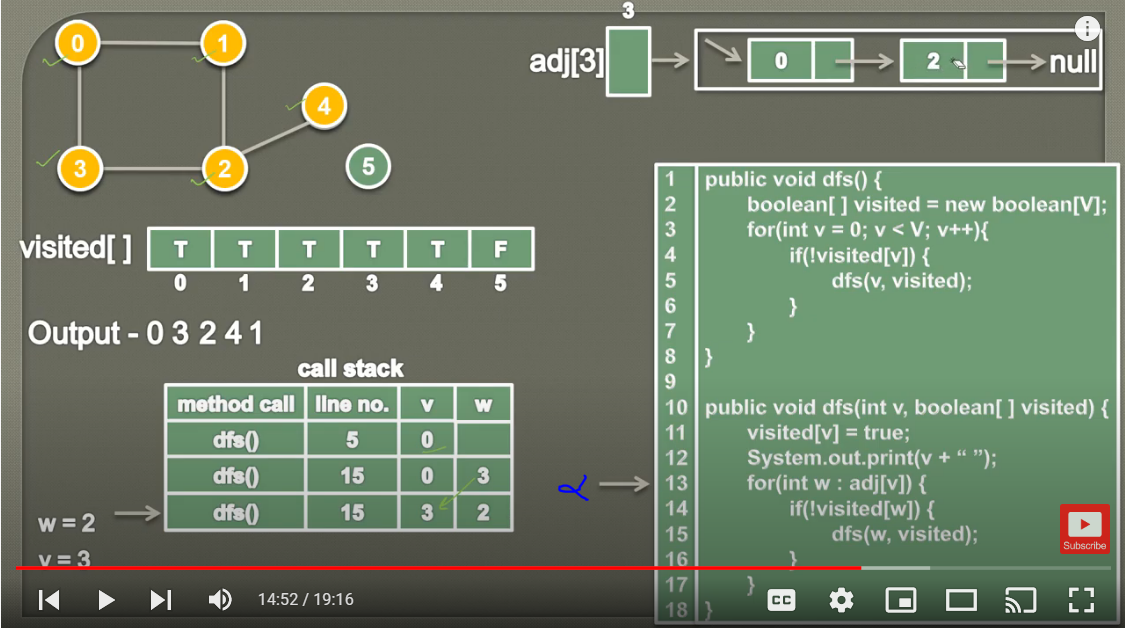 3
0 1
adj[3] 0 2 null
4
3 2 5
visited[ ] T T T T T F
0 1 2 3 4 5
Output - 0 3 2 4 1
call stack
method call line no. v w
dfs() 5 0
dfs() 15 0 3
dfs() 15 3 2
w = 2
v = 3
1 public void dfs() {
2 boolean[ ] visited = new boolean[V];
3 for(int v = 0; v < V; v++){
4 if(!visited[v]) {
5 dfs(v, visited);
6 }
7 }
8 }
9
10 public void dfs(int v, boolean[ ] visited) {
11 visited[v] = true;
12 System.out.print(v + “ ”);
13 for(int w : adj[v]) {
14 if(!visited[w]) {
15 dfs(w, visited);
16 }
17 }
18 }
Subscribe
14:52 / 19:16
CC